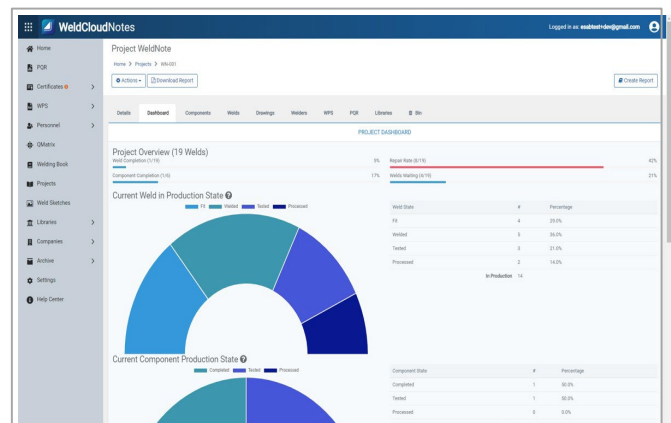 WeldCloudNotes
Logged in as: esabtest+dev@gmail.com
Home
PQR
Certificates
WPS
Personnel
QMatrix
Welding Book
Projects
Weld Sketches
Libraries
Companies
Archive
Settings
Help Center
Project WeldNote
Home > Projects > WN-001
Actions
Download Report
Create Report
Details Dashboard Components Welds Drawings Welders WPS PQR Libraries Bin
PROJECT DASHBOARD
Project Overview (19 Welds)
Weld Completion (1/19) 5% Repair Rate (8/19) 42%
Component Completion (1/6) 17% Welds Waiting (4/19) 21%
Current Weld in Production State
Fit Welded Tested Processed
Weld State # Percentage
Fit 4 29.0%
Welded 5 36.0%
Tested 3 21.0%
Processed 2 14.0%
In Production 14
Current Component Production State
Completed Tested Processed
Component State # Percentage
Completed 1 50.0%
Tested 1 50.0%
Processed 0 0.0%